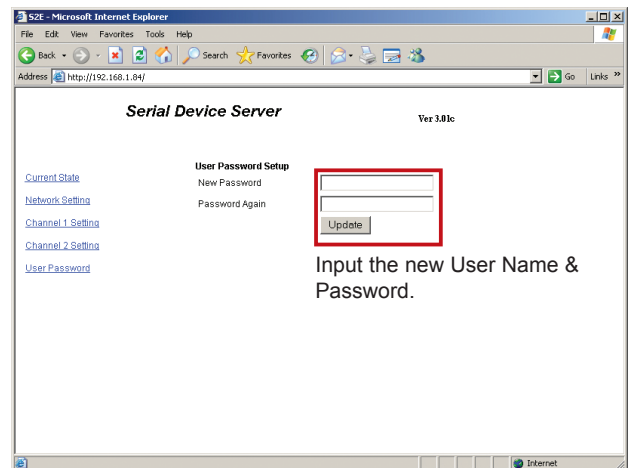 S2E - Microsoft Internet Explorer
File Edit View Favorites Tools Help
Back Search Favorites
Address http://192.168.1.84/ Go Links »
Serial Device Server
Ver 3.01c
User Password Setup
Current State
New Password
Network Setting
Password Again
Channel 1 Setting
Update
Channel 2 Setting
User Password
Input the new User Name &
Password.
Internet